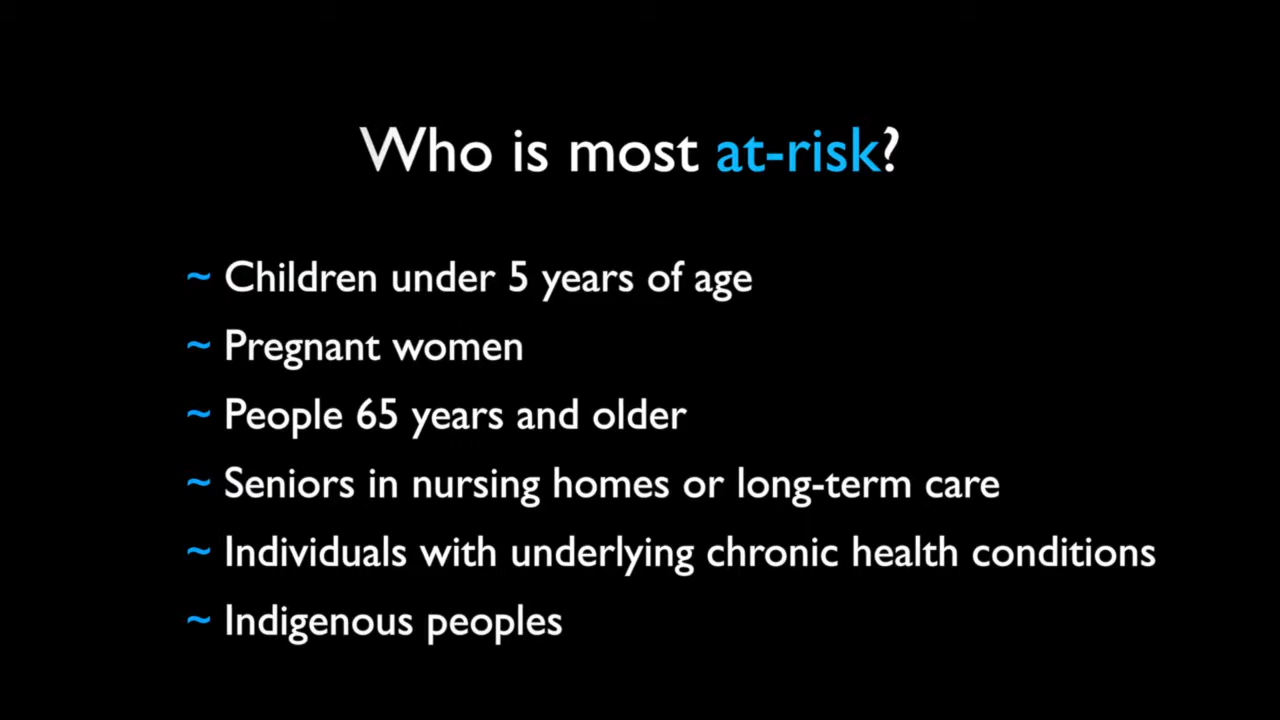 Who is most at-risk?
~ Children under 5 years of age
~ Pregnant women
~ People 65 years and older
~ Seniors in nursing homes or long-term care
~ Individuals with underlying chronic health conditions
~ Indigenous peoples